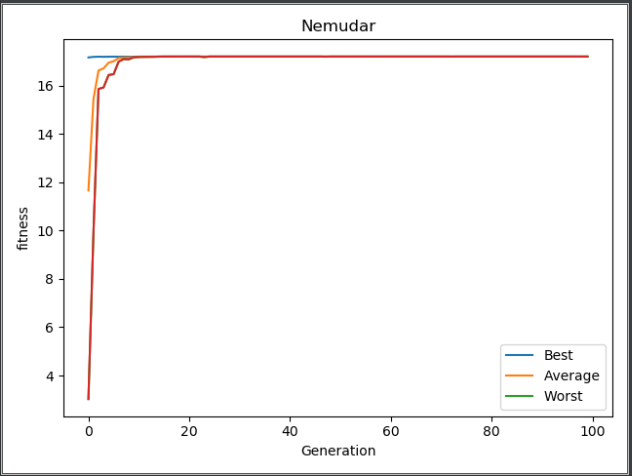 Nemudar
fitness
16
14
12
10
8
6
4
Best
Average
Worst
0 20 40 60 80 100
Generation